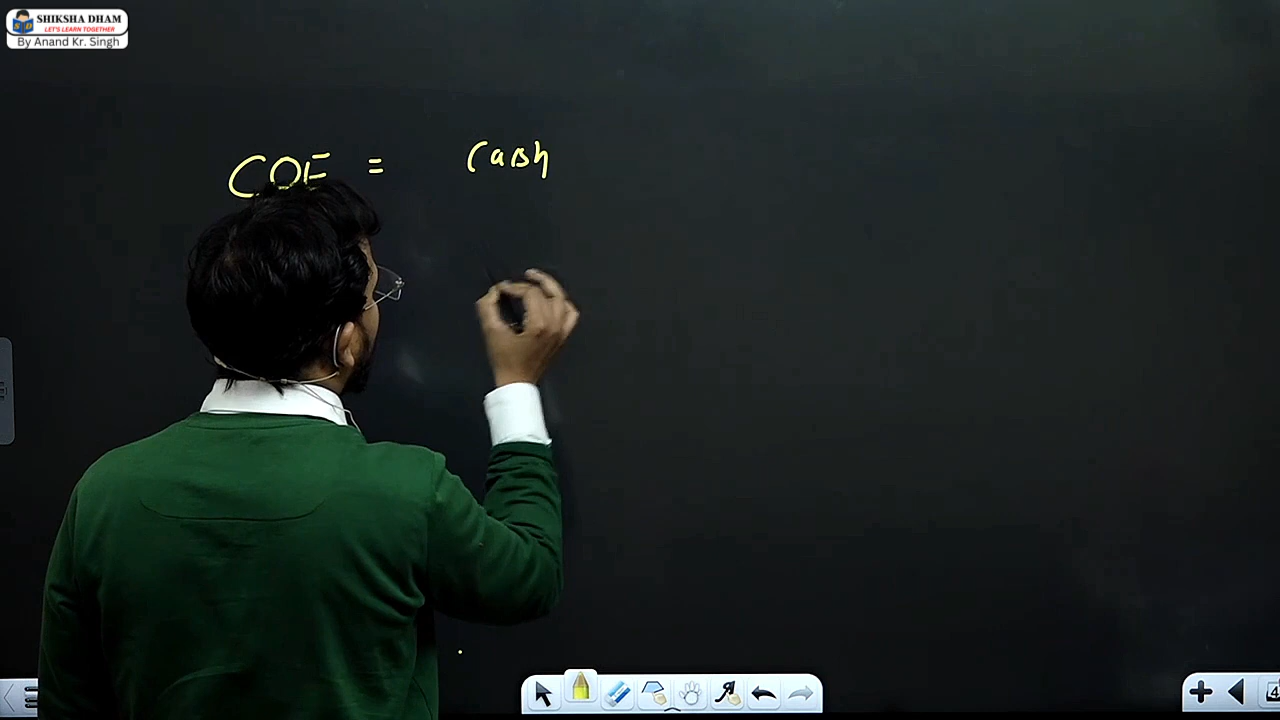 SHIKSHA DHAM
LET'S LEARN TOGETHER
By Anand Kr. Singh
COE = Cash